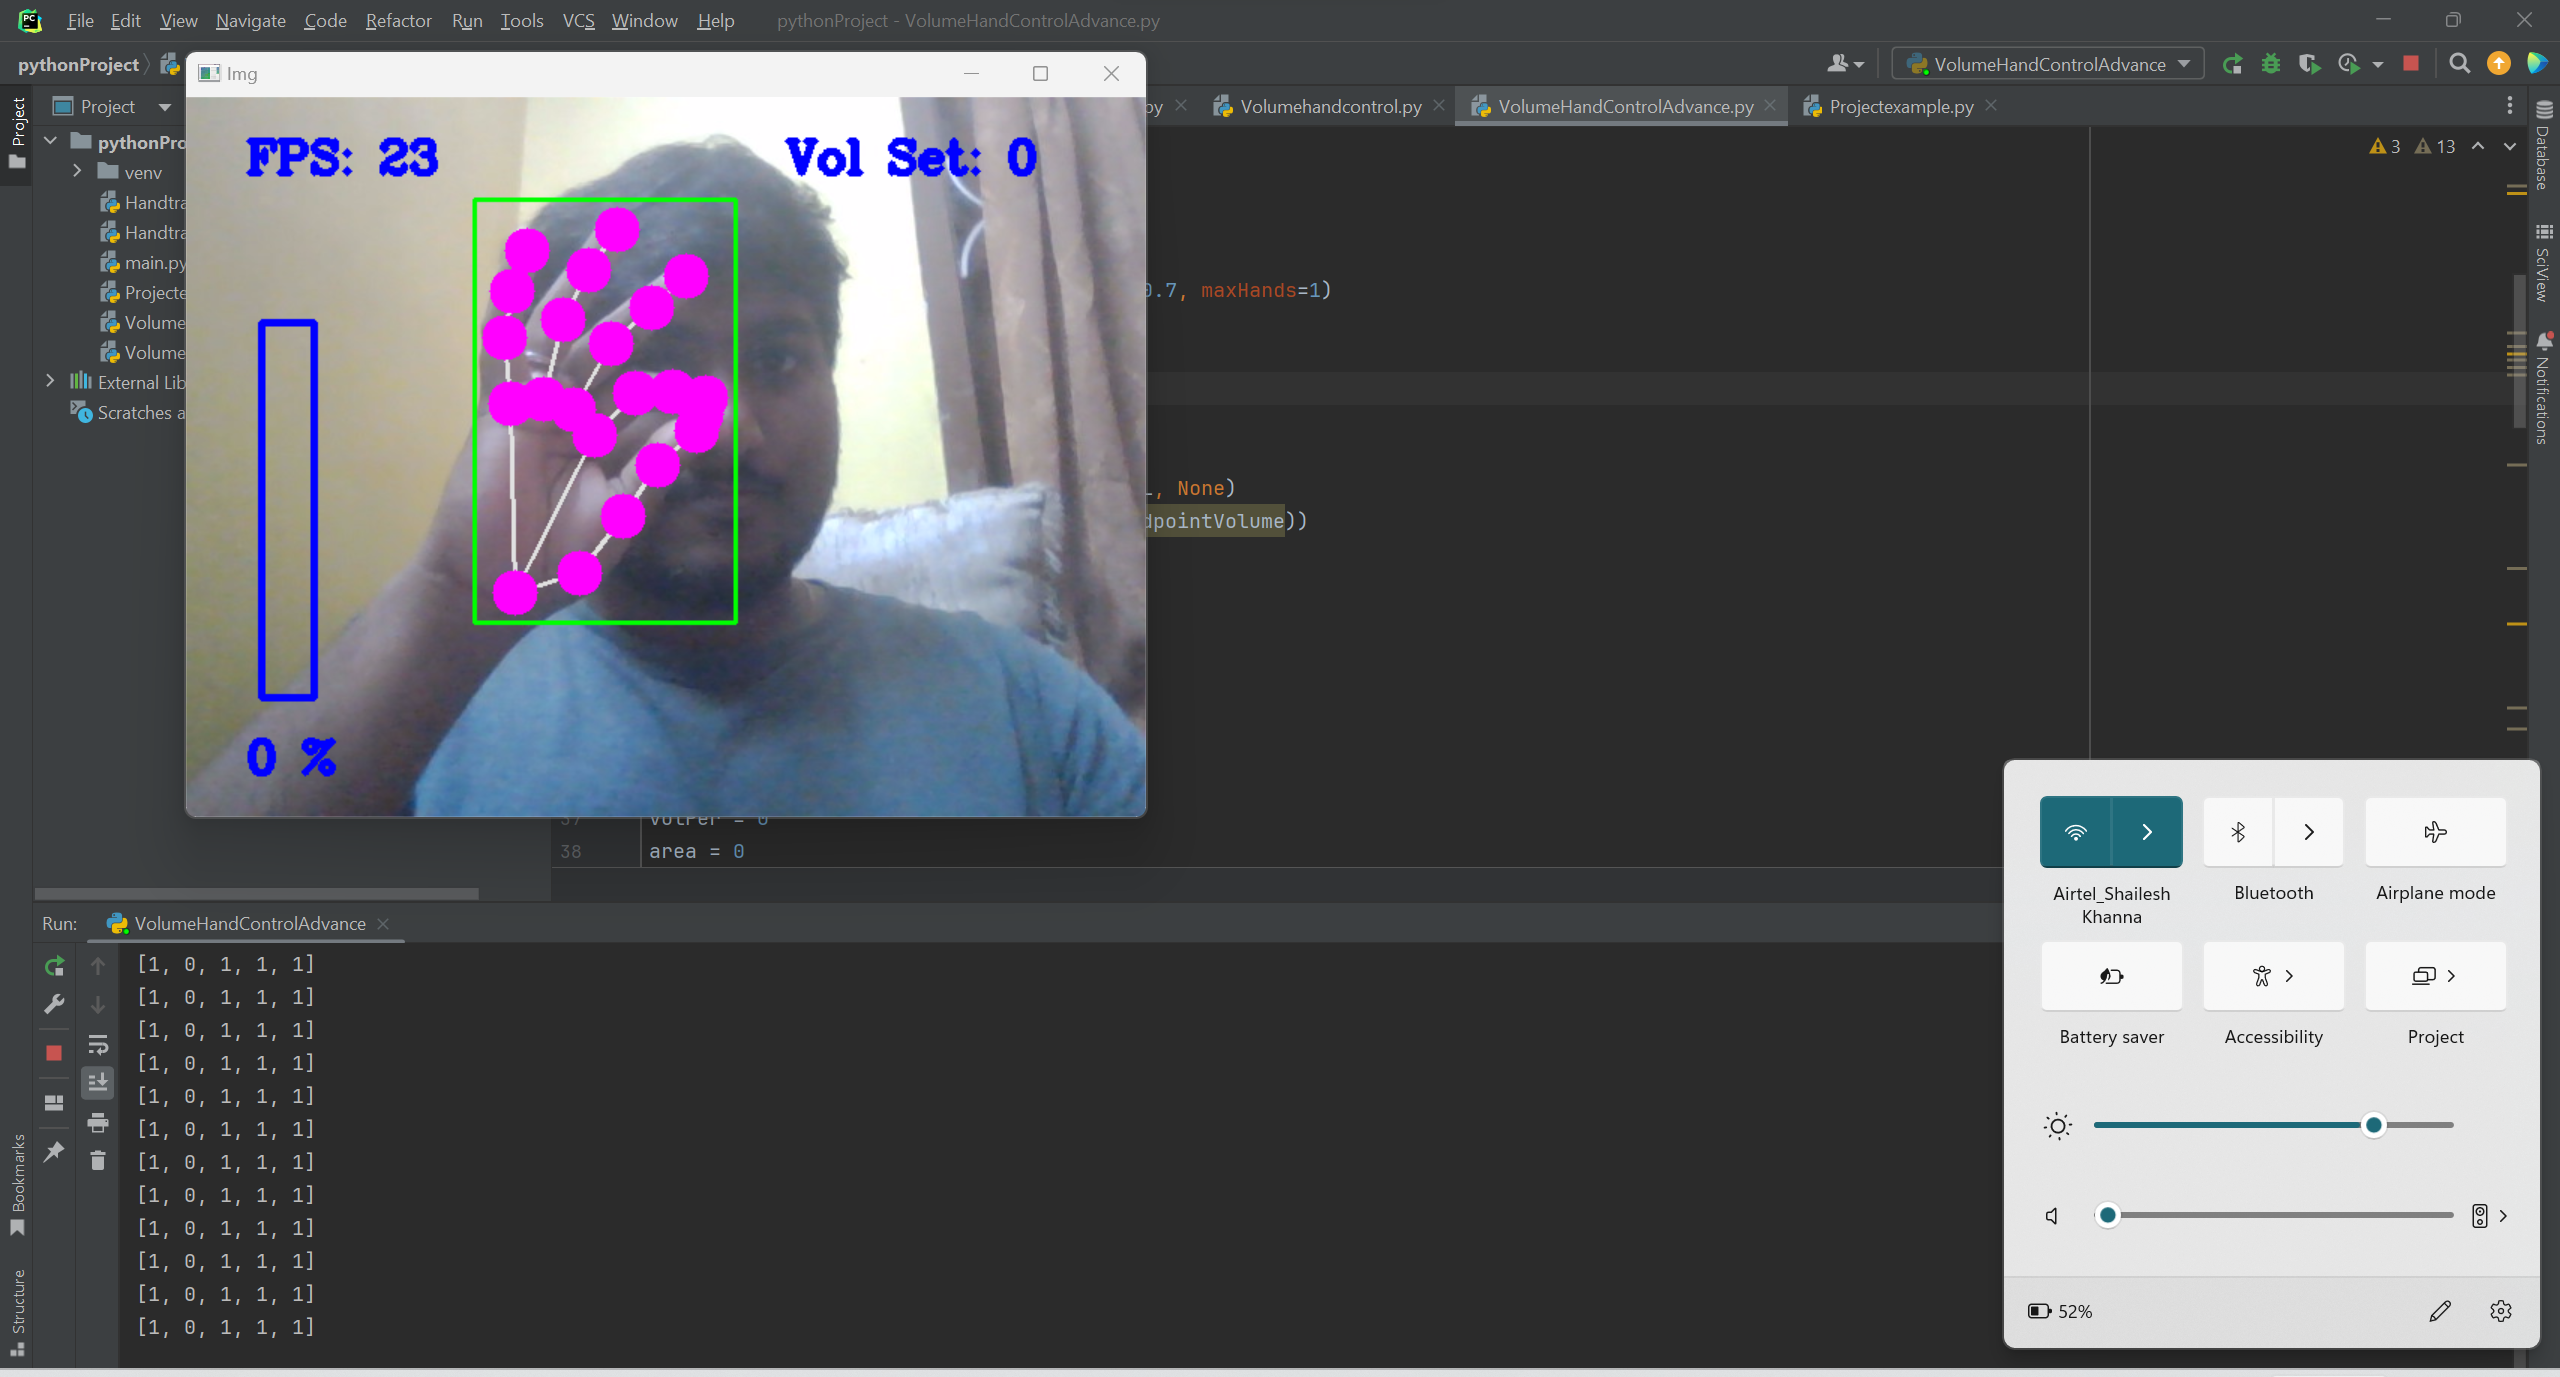 File Edit View Navigate Code Refactor Run Tools VCS Window Help pythonProject - VolumeHandControlAdvance.py
pythonProject
VolumeHandControlAdvance
Img
Project
Project
py
Volumehandcontrol.py
VolumeHandControlAdvance.py
Projectexample.py
pythonPro
venv
Handtra
Handtra
main.py
Projecte
Volume
Volume
External Lib
Scratches a
FPS: 23
Vol Set: 0
0 %
3 13
0.7, maxHands=1)
, None)
dpointVolume))
37 volPer = 0
38 area = 0
Database
SciView
Notifications
Run: VolumeHandControlAdvance
[1, 0, 1, 1, 1]
[1, 0, 1, 1, 1]
[1, 0, 1, 1, 1]
[1, 0, 1, 1, 1]
[1, 0, 1, 1, 1]
[1, 0, 1, 1, 1]
[1, 0, 1, 1, 1]
[1, 0, 1, 1, 1]
[1, 0, 1, 1, 1]
[1, 0, 1, 1, 1]
[1, 0, 1, 1, 1]
[1, 0, 1, 1, 1]
Bookmarks
Structure
Airtel_Shailesh
Khanna
Bluetooth
Airplane mode
Battery saver
Accessibility
Project
52%